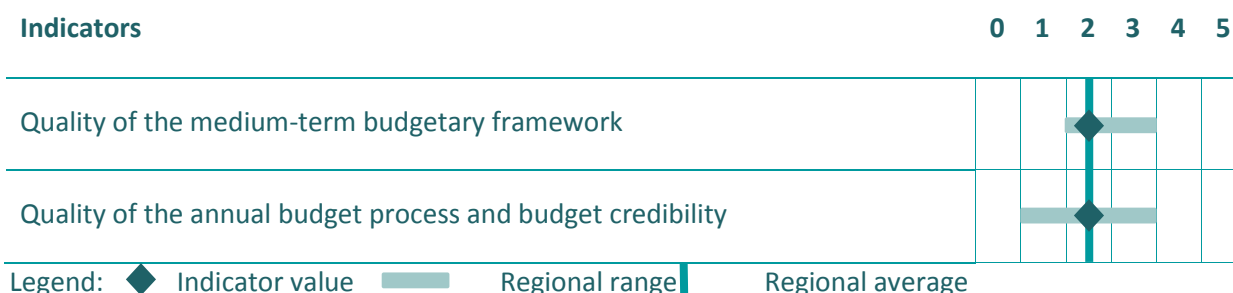 Indicators 0 1 2 3 4 5
Quality of the medium-term budgetary framework
Quality of the annual budget process and budget credibility
Legend: Indicator value Regional range Regional average